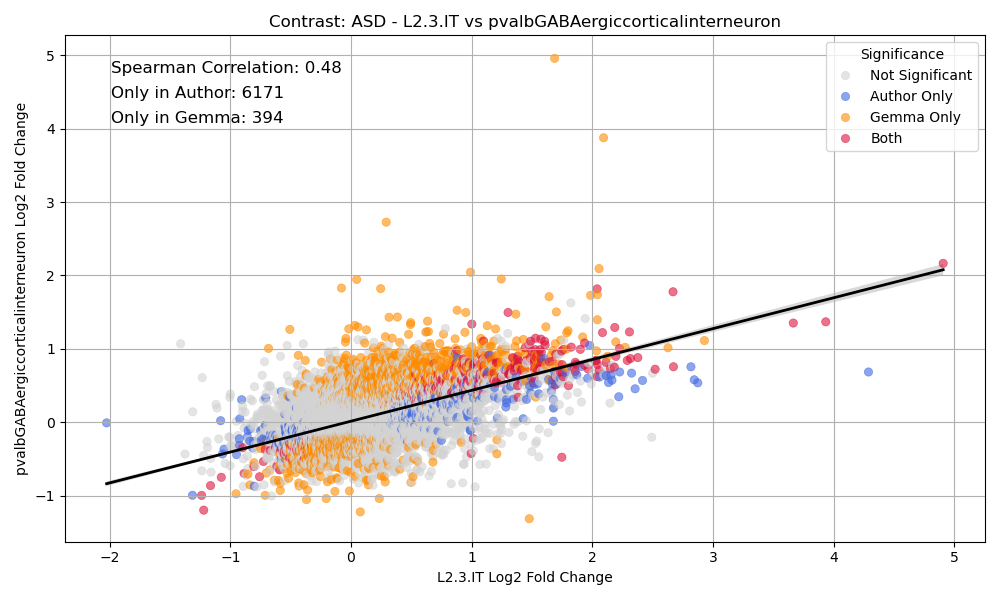 Contrast: ASD - L2.3.IT vs pvalbGABAergiccorticalinterneuron
Spearman Correlation: 0.48
Only in Author: 6171
Only in Gemma: 394
Significance
Not Significant
Author Only
Gemma Only
Both
pvalbGABAergiccorticalinterneuron Log2 Fold Change
5
4
3
2
1
0
−1
−2 −1 0 1 2 3 4 5
L2.3.IT Log2 Fold Change